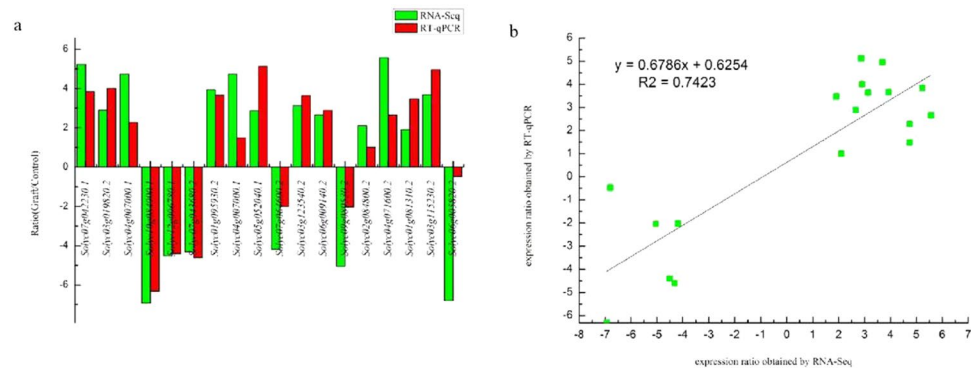 a
RNA-Seq
RT-qPCR
Ratio(Graft/Control)
6
4
2
0
-2
-4
-6
Solyc07g042230.1
Solyc03g019820.2
Solyc04g007000.1
Solyc01g095930.2
Solyc04g007000.1
Solyc05g052040.1
Solyc03g123540.2
Solyc06g009140.2
Solyc02g084800.2
Solyc04g071600.2
Solyc01g081310.2
Solyc03g115230.2
b
y = 0.6786x + 0.6254
R2 = 0.7423
expression ratio obtained by RT-qPCR
6
5
4
3
2
1
0
-1
-2
-3
-4
-5
-6
-8 -7 -6 -5 -4 -3 -2 -1 0 1 2 3 4 5 6 7
expression ratio obtained by RNA-Seq